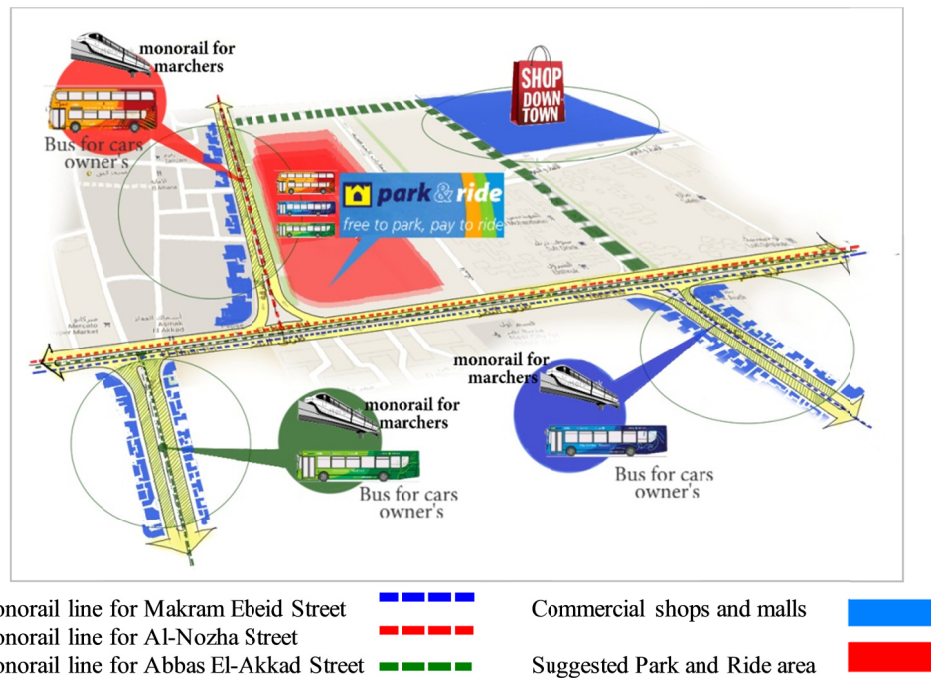 monorail for
marchers
Bus for cars
owner's
SHOP
DOWN-
TOWN
park&ride
free to park, pay to ride
monorail for
marchers
Bus for cars
owner's
monorail for
marchers
Bus for cars
owner's
onorail line for Makram Ebeid Street
onorail line for Al-Nozha Street
onorail line for Abbas El-Akkad Street
Commercial shops and malls
Suggested Park and Ride area